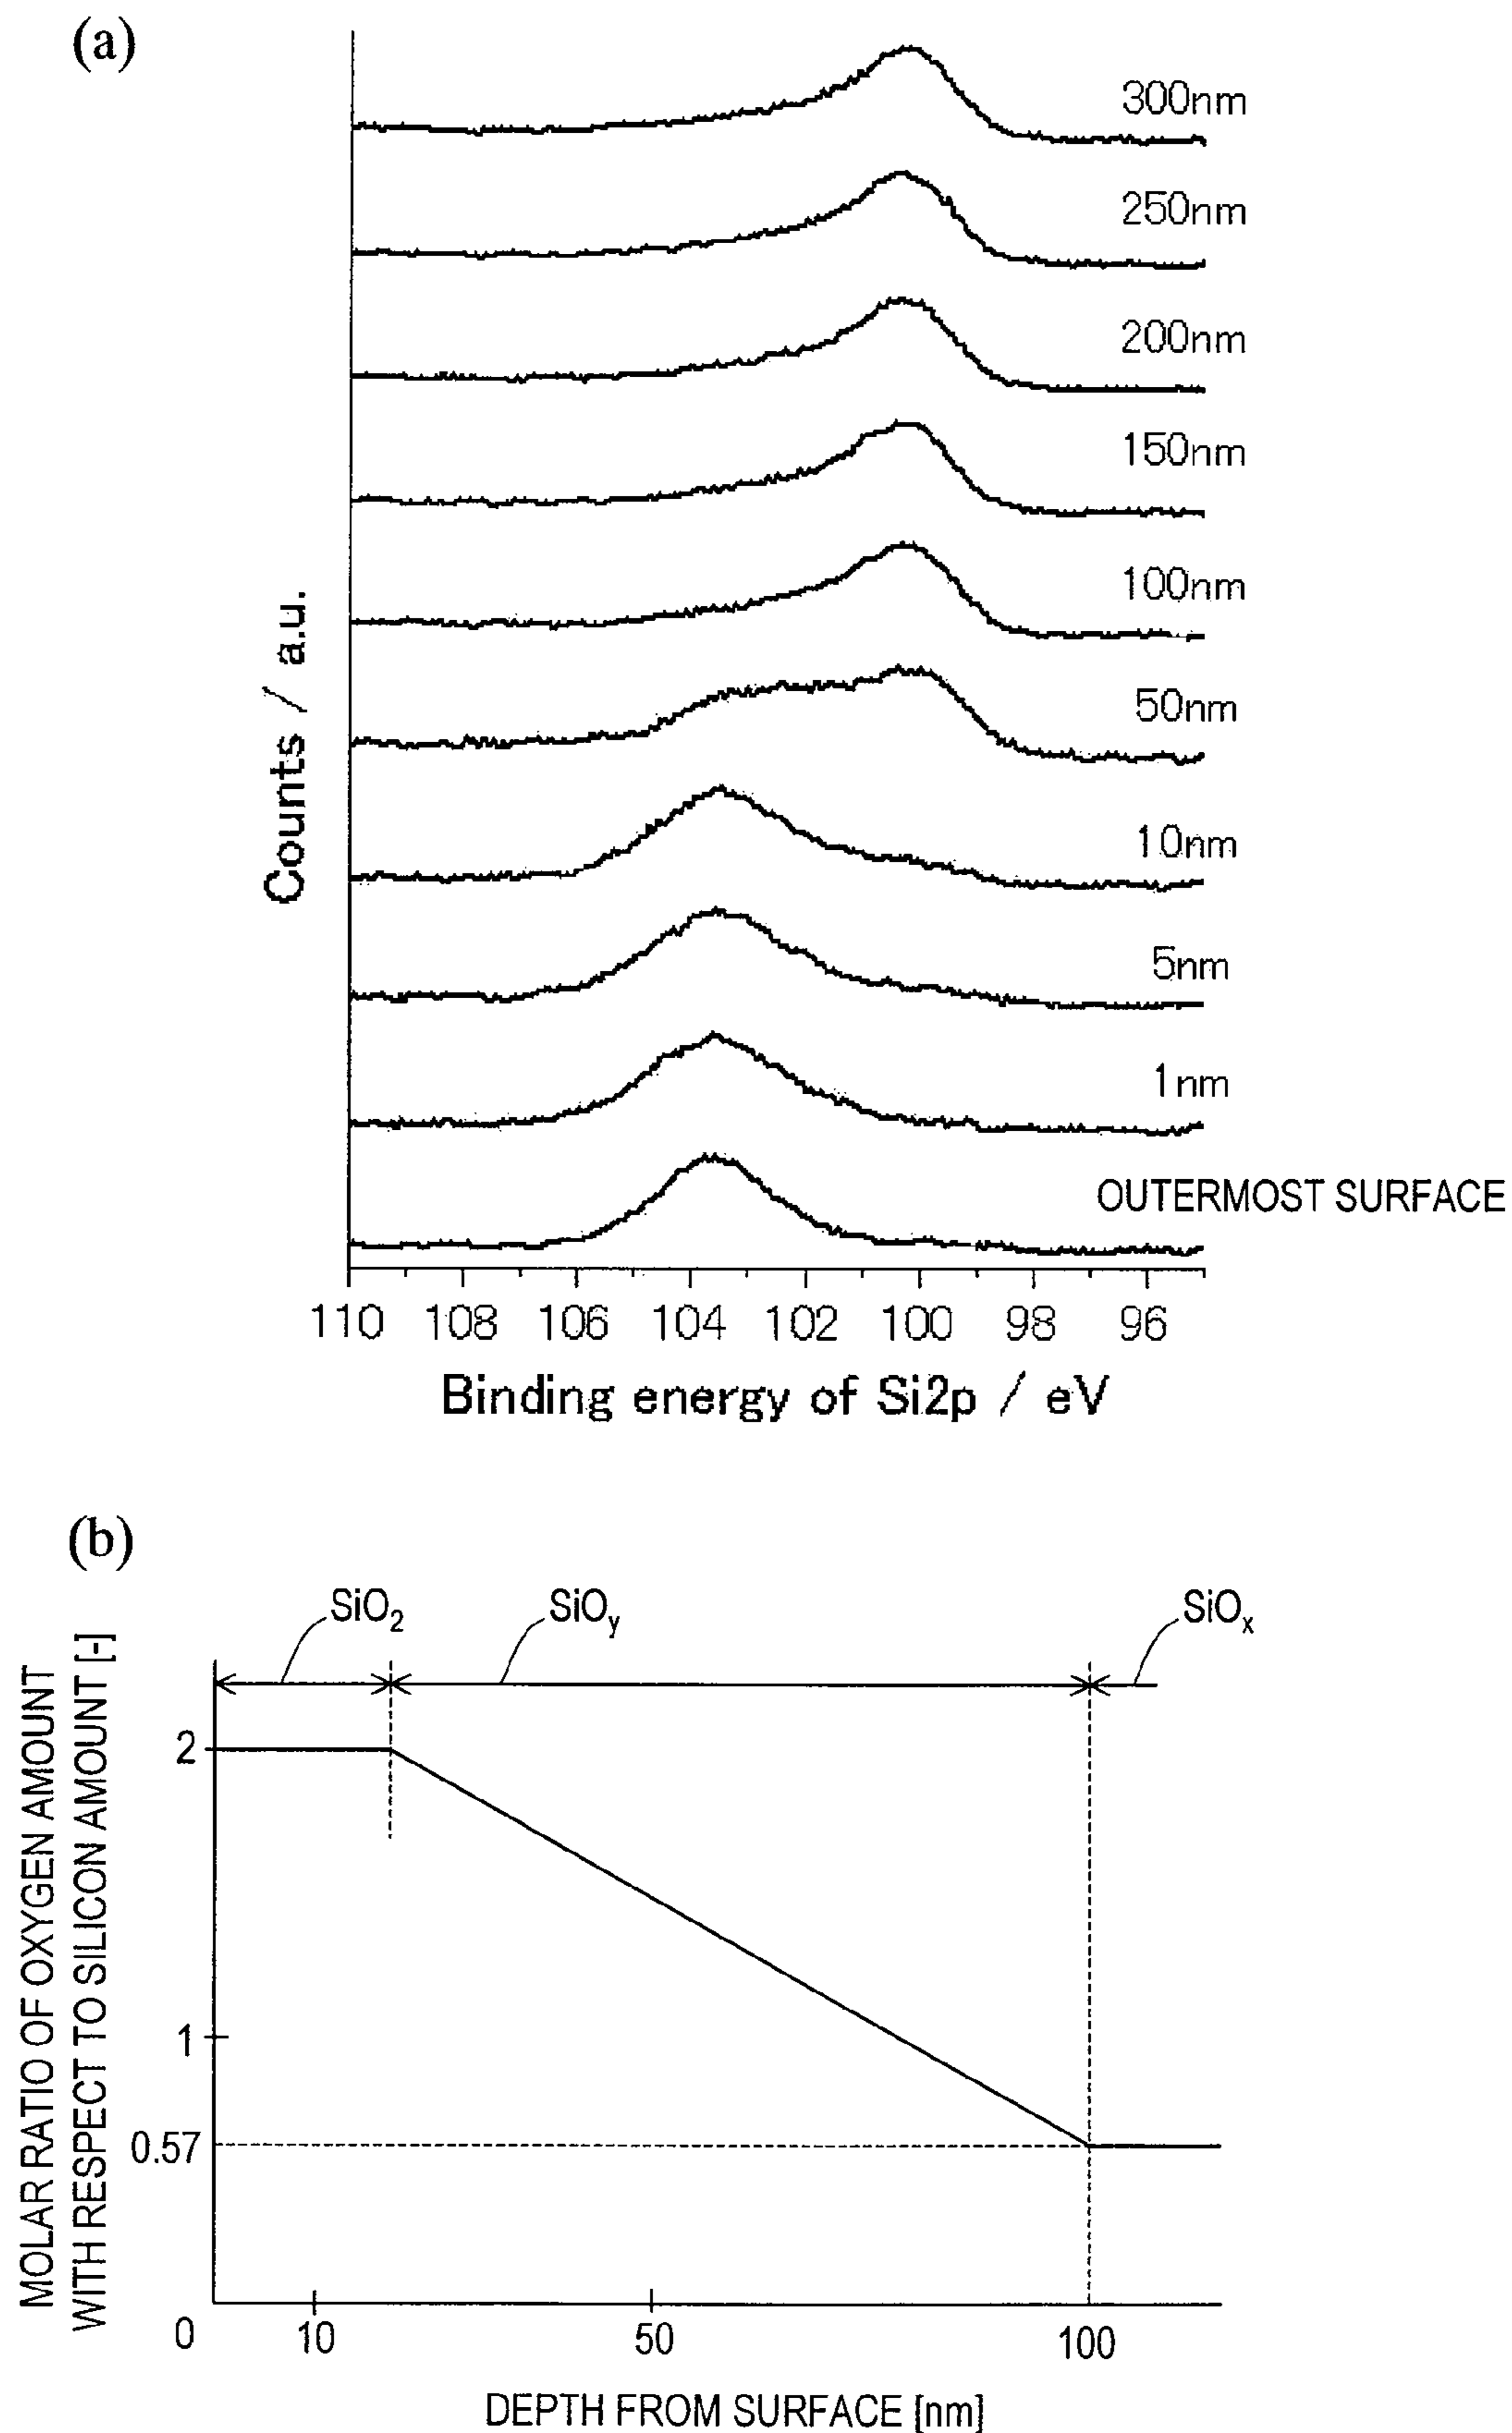 (a)
300nm
250nm
200nm
150nm
100nm
50nm
10nm
5nm
1nm
OUTERMOST SURFACE
Counts / a.u.
110 108 106 104 102 100 98 96
Binding energy of Si2p / eV
(b)
SiO2 SiOy SiOx
MOLAR RATIO OF OXYGEN AMOUNT
WITH RESPECT TO SILICON AMOUNT [-]
2
1
0.57
0 10 50 100
DEPTH FROM SURFACE [nm]